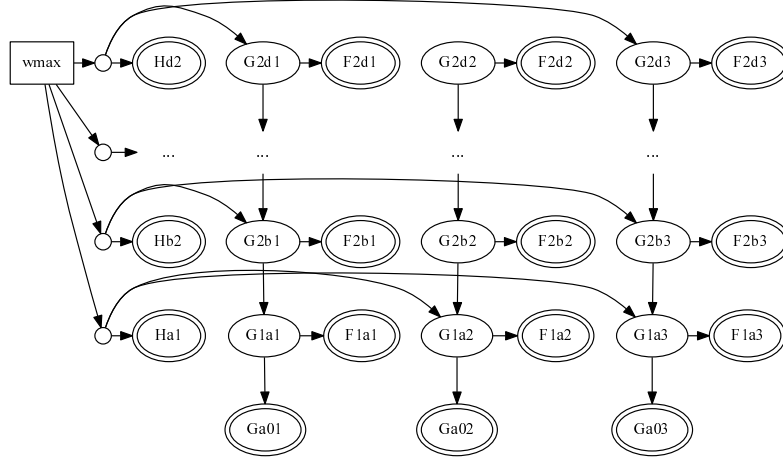 wmax Hd2 G2d1 F2d1 G2d2 F2d2 G2d3 F2d3
... ... ... ...
Hb2 G2b1 F2b1 G2b2 F2b2 G2b3 F2b3
Ha1 G1a1 F1a1 G1a2 F1a2 G1a3 F1a3
Ga01 Ga02 Ga03